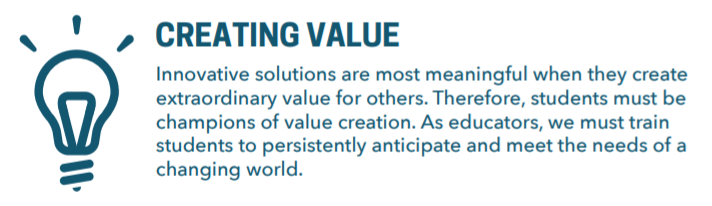 CREATING VALUE
Innovative solutions are most meaningful when they create
extraordinary value for others. Therefore, students must be
champions of value creation. As educators, we must train
students to persistently anticipate and meet the needs of a
changing world.